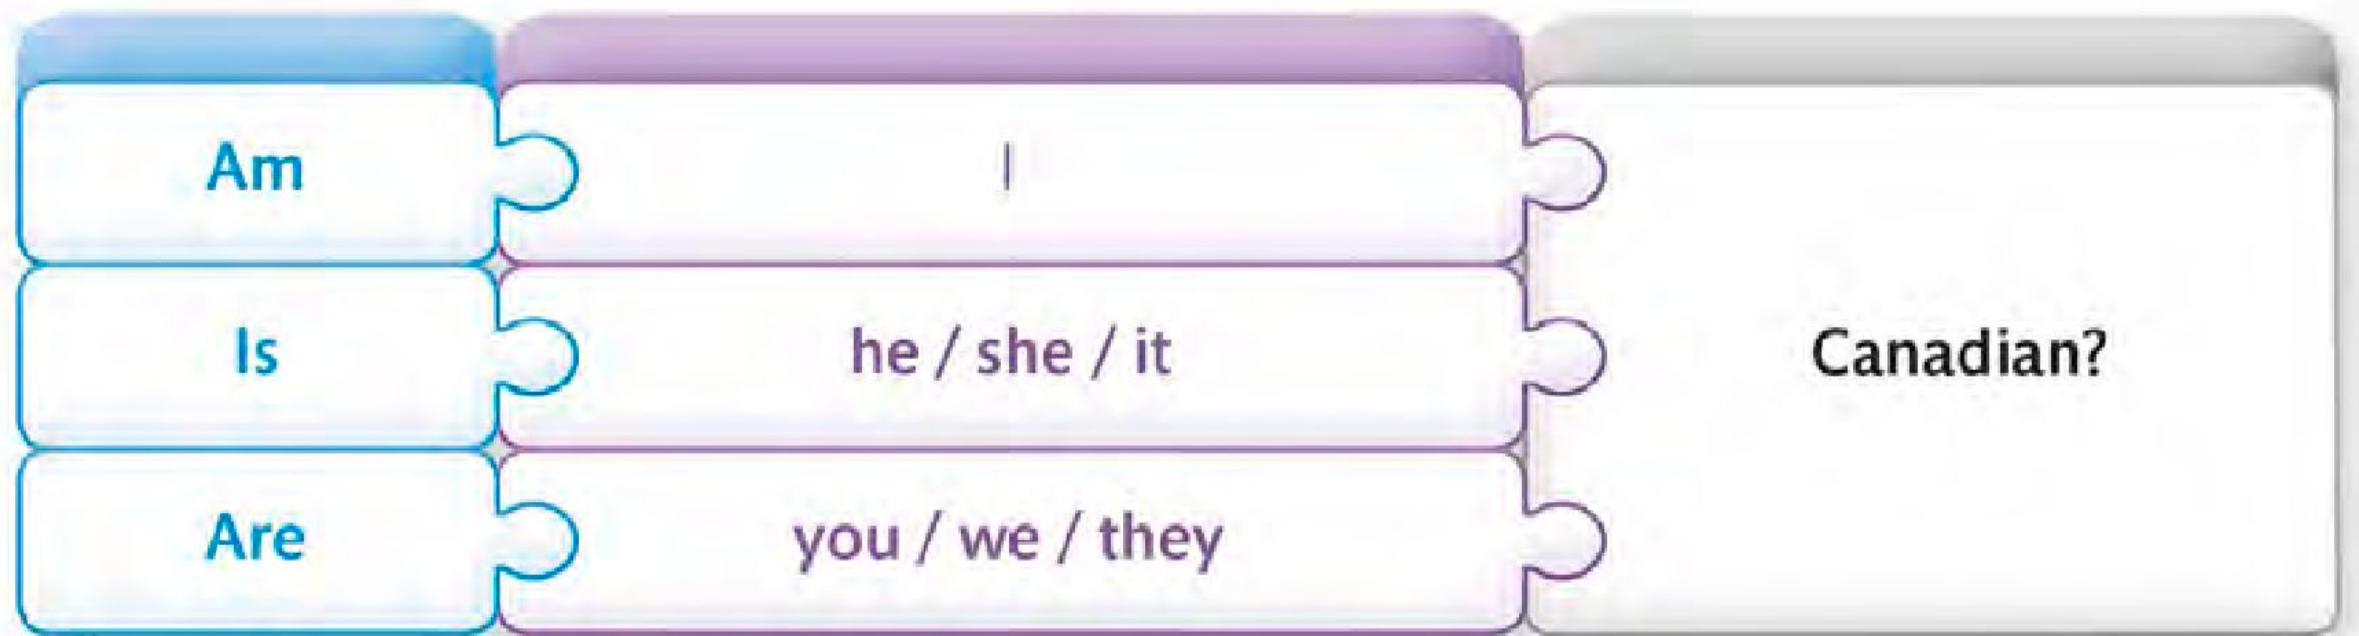 Am I
Is he / she / it Canadian?
Are you / we / they